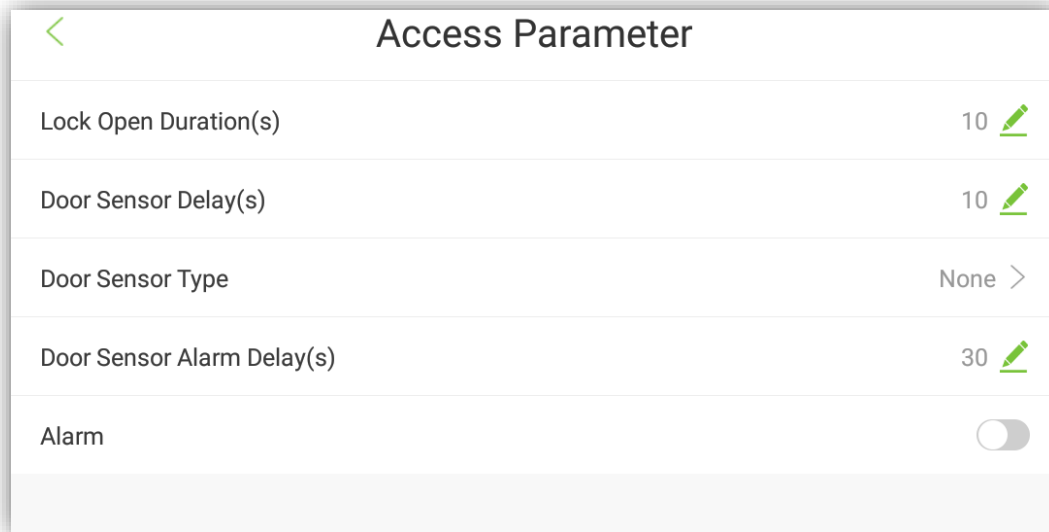 Access Parameter
Lock Open Duration(s) 10
Door Sensor Delay(s) 10
Door Sensor Type None
Door Sensor Alarm Delay(s) 30
Alarm